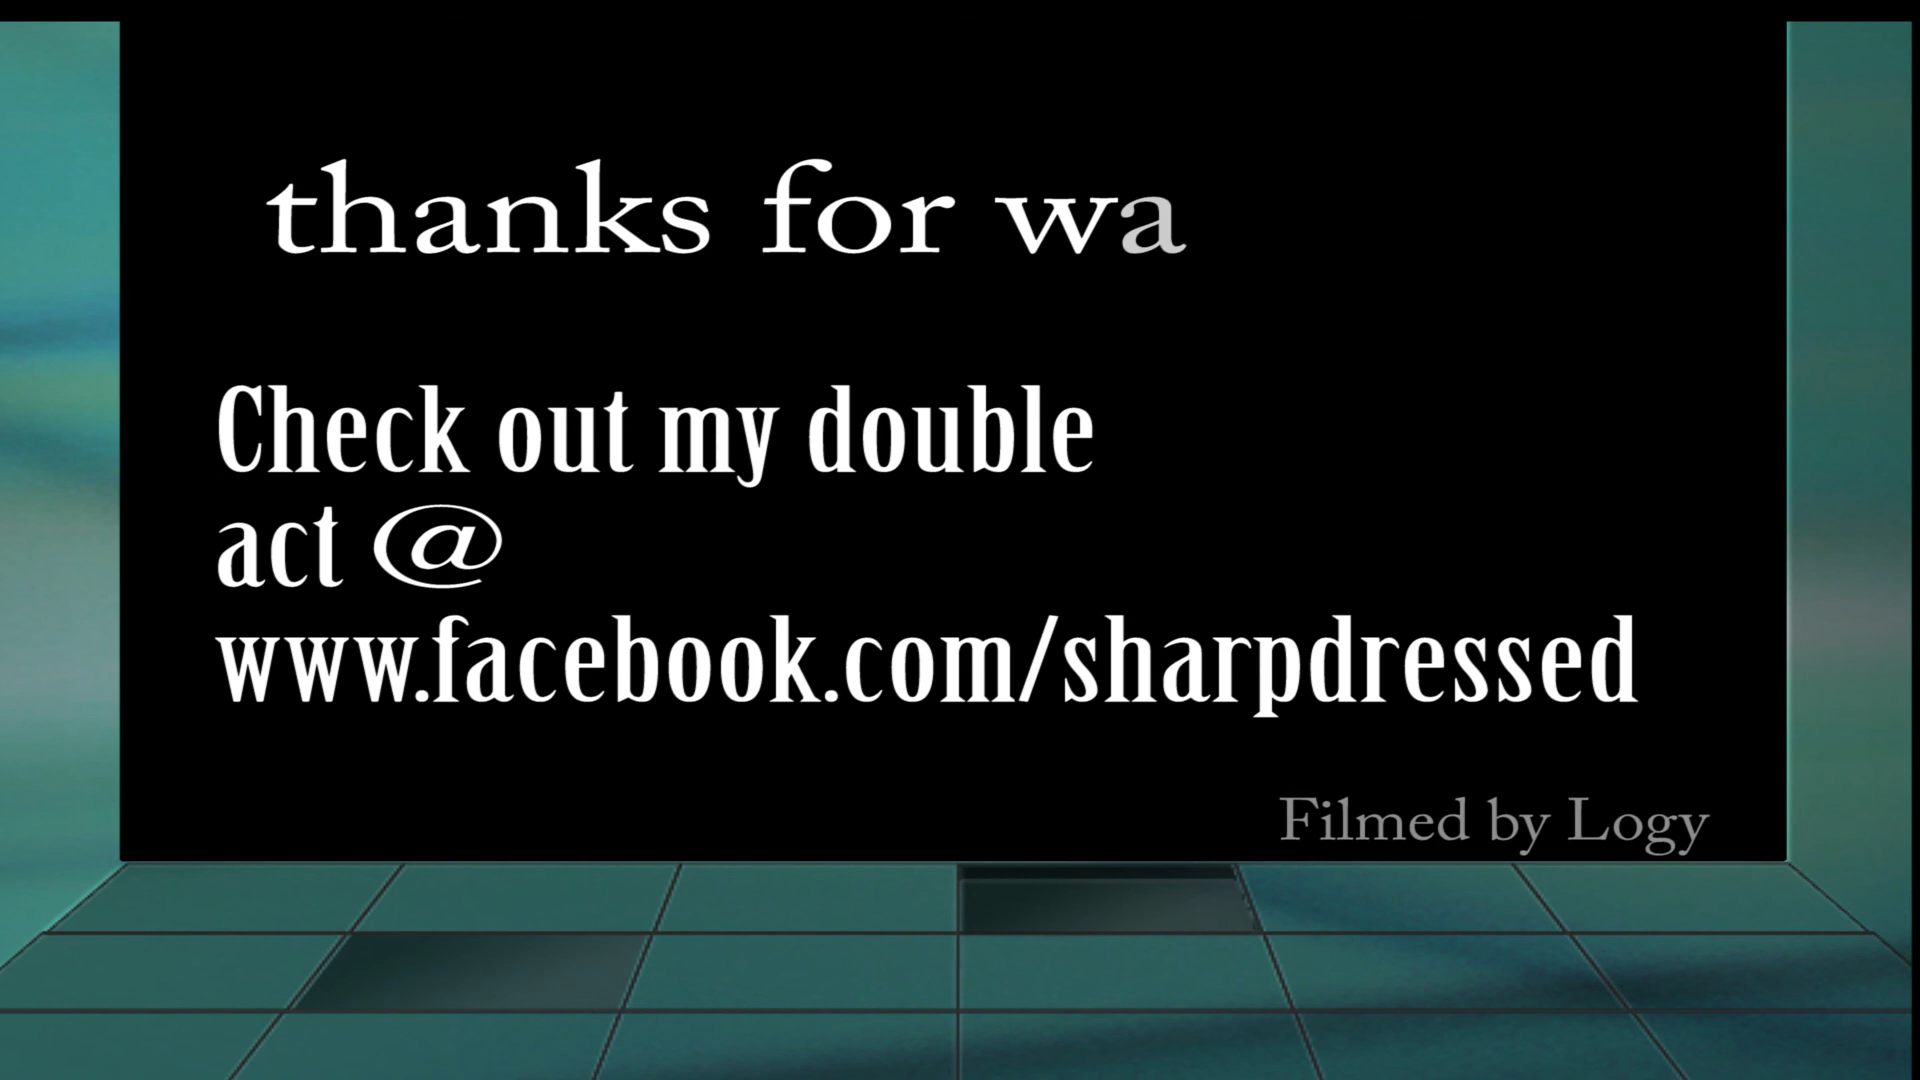 thanks for wa
Check out my double
act @
www.facebook.com/sharpdressed
Filmed by Logy